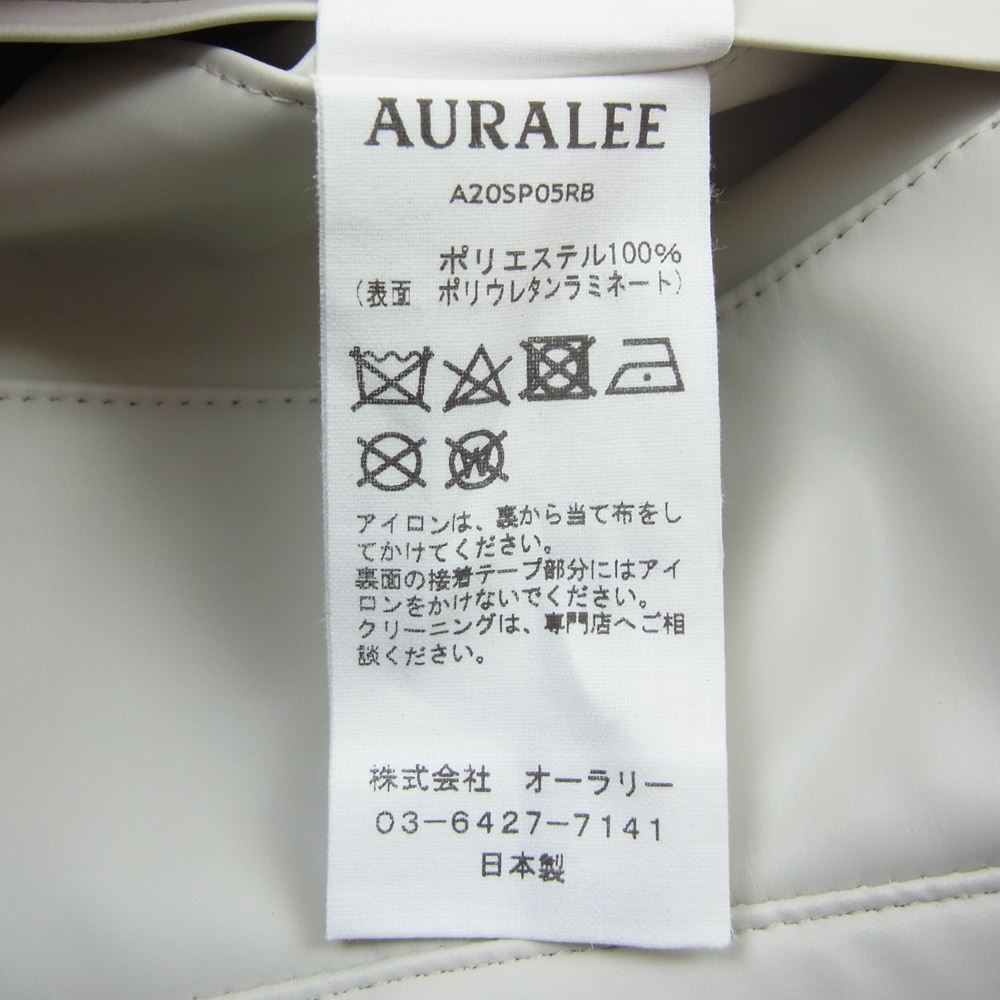 AURALEE
A20SP05RB
ポリエステル100%
(表面 ポリウレタンラミネート)
W
アイロンは、裏から当て布をし
てかけてください。
裏面の接着テープ部分にはアイ
ロンをかけないでください。
クリーニングは、専門店へご相
談ください。
株式会社 オーラリー
03-6427-7141
日本製